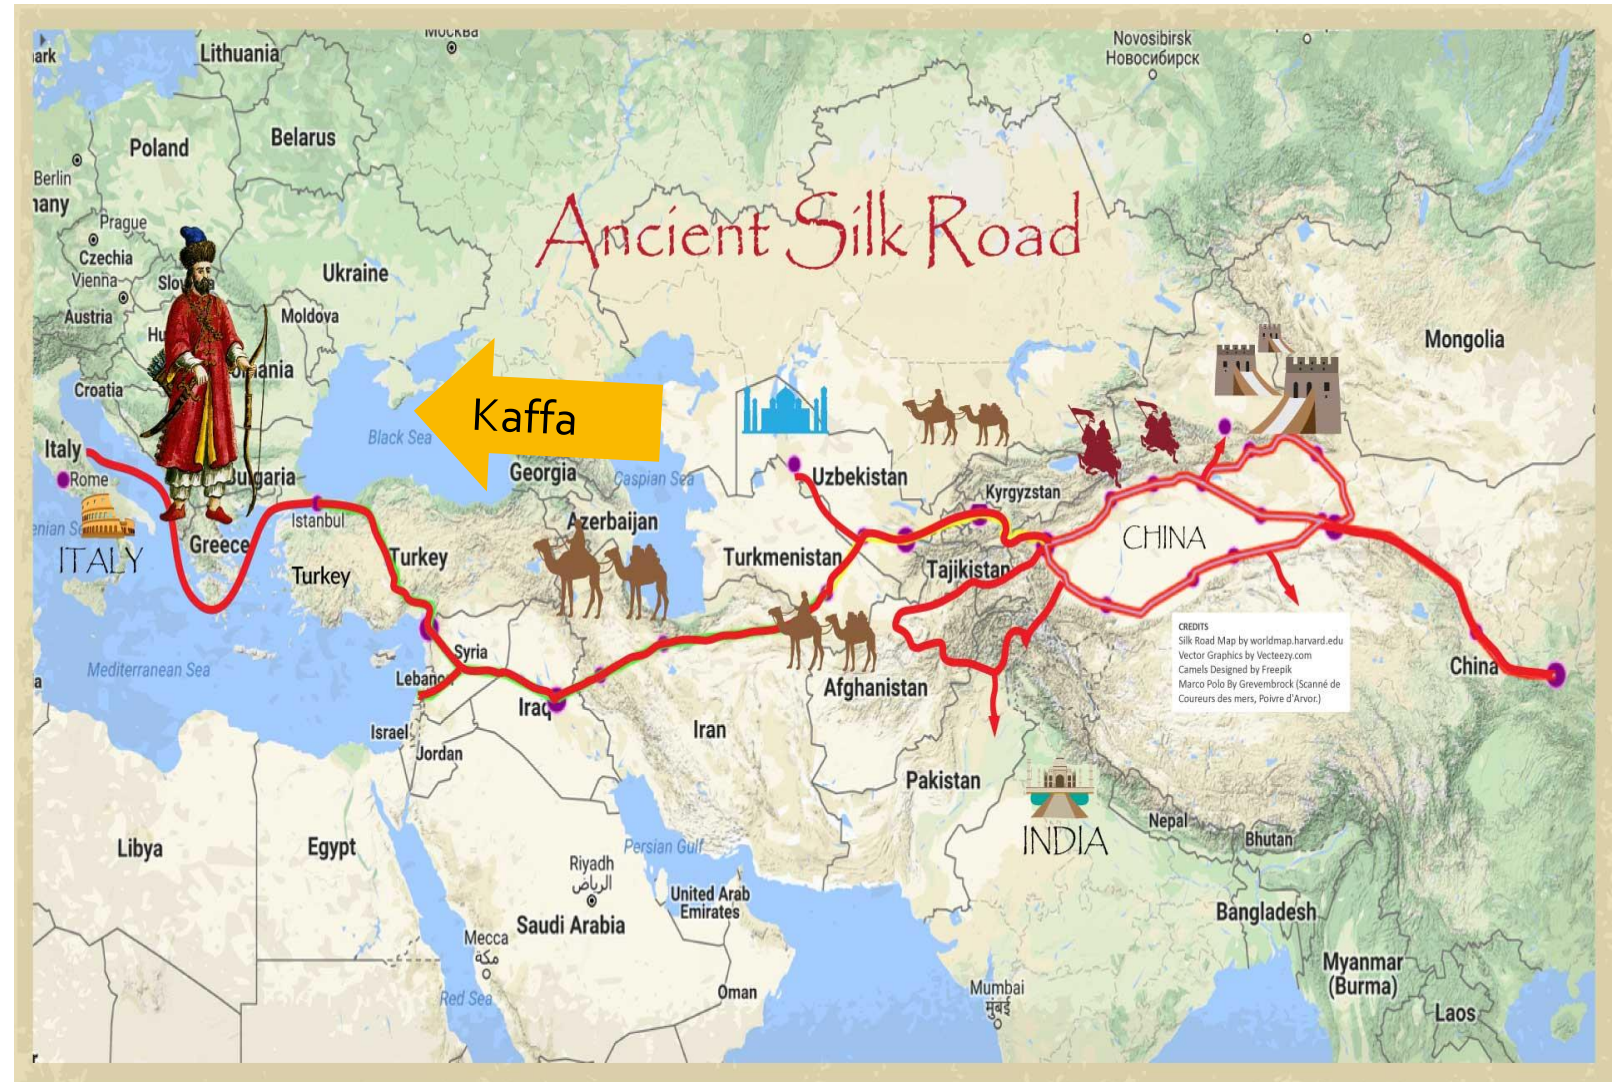 Москва
Novosibirsk
Новосибирск
ark
Lithuania
Belarus
Poland
Berlin
Prague
Czechia
Vienna
Ukraine
Austria
Moldova
Ancient Silk Road
Mongolia
Croatia
Kaffa
Black Sea
Italy
Rome
Georgia
Caspian Sea
Uzbekistan
Kyrgyzstan
Istanbul
Azerbaijan
ITALY
Greece
Turkey
Turkey
Turkmenistan
Tajikistan
CHINA
CREDITS
Silk Road Map by worldmap.harvard.edu
Vector Graphics by Vecteezy.com
Camels Designed by Freepik
Marco Polo By Grevembrock (Scanné de
Coureurs des mers, Poivre d'Arvor.)
Mediterranean Sea
Syria
Lebanon
China
Afghanistan
Iraq
Israel
Iran
Jordan
Pakistan
INDIA
Nepal
Bhutan
Libya
Egypt
Persian Gulf
Riyadh
الرياض
United Arab
Emirates
Saudi Arabia
Bangladesh
Mecca
مكة
Myanmar
(Burma)
Red Sea
Oman
Mumbai
मुंबई
Laos